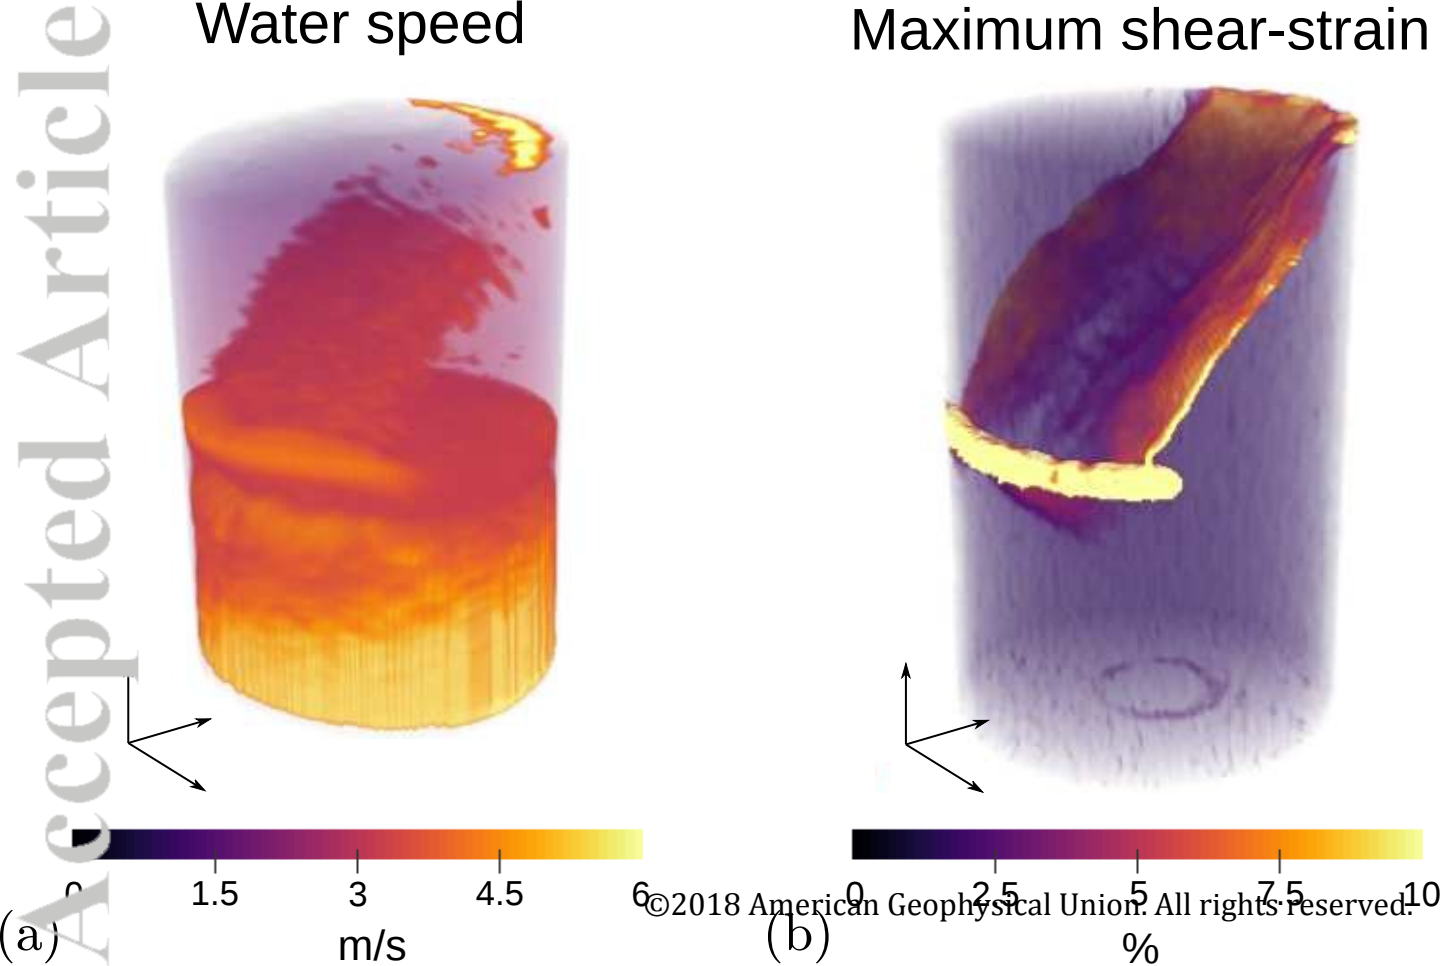 Accepted Article
Water speed
Maximum shear-strain
0 1.5 3 4.5 6
0 2.5 5 7.5 10
©2018 American Geophysical Union. All rights reserved.
(a)
m/s
(b)
%